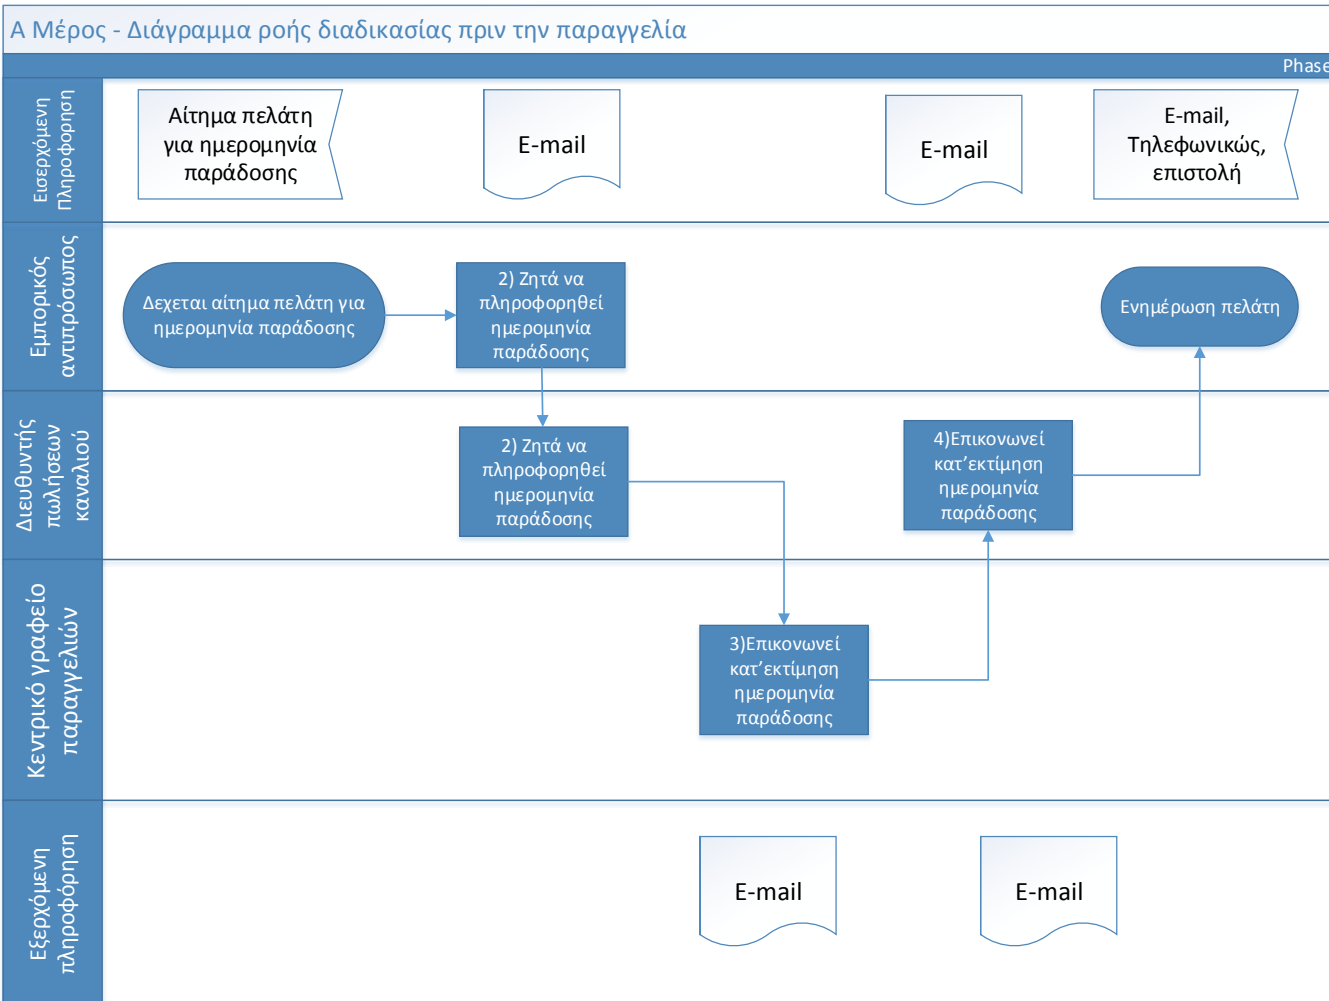 Α Μέρος - Διάγραμμα ροής διαδικασίας πριν την παραγγελία
Phase
Εισερχόμενη
Πληροφορηση
Αίτημα πελάτη
για ημερομηνία
παράδοσης
E-mail
E-mail
E-mail,
Τηλεφωνικώς,
επιστολή
Εμπορικός
αντιπρόσωπος
Δεχεται αίτημα πελάτη για
ημερομηνία παράδοσης
2) Ζητά να
πληροφορηθεί
ημερομηνία
παράδοσης
Ενημέρωση πελάτη
Διευθυντής
πωλήσεων
καναλιού
2) Ζητά να
πληροφορηθεί
ημερομηνία
παράδοσης
4)Επικονωνεί
κατ’εκτίμηση
ημερομηνία
παράδοσης
Κεντρικό γραφείο
παραγγελιών
3)Επικονωνεί
κατ’εκτίμηση
ημερομηνία
παράδοσης
Εξερχόμενη
πληροφόρηση
E-mail
E-mail